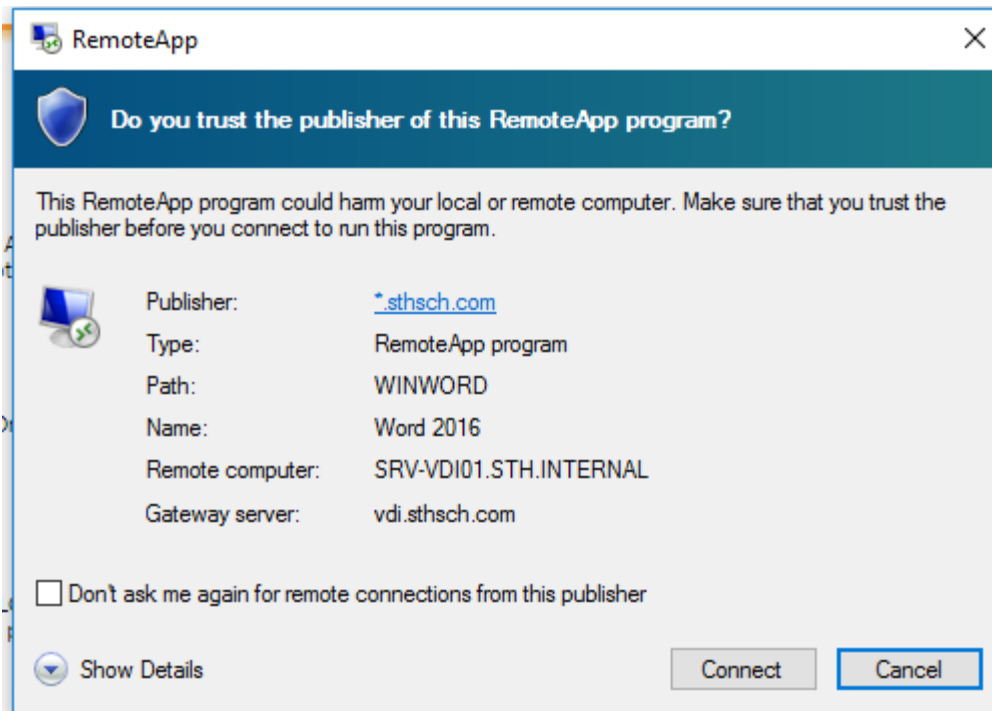 RemoteApp
Do you trust the publisher of this RemoteApp program?
This RemoteApp program could harm your local or remote computer. Make sure that you trust the
publisher before you connect to run this program.
Publisher: *.sthsch.com
Type: RemoteApp program
Path: WINWORD
Name: Word 2016
Remote computer: SRV-VDI01.STH.INTERNAL
Gateway server: vdi.sthsch.com
Don't ask me again for remote connections from this publisher
Show Details Connect Cancel